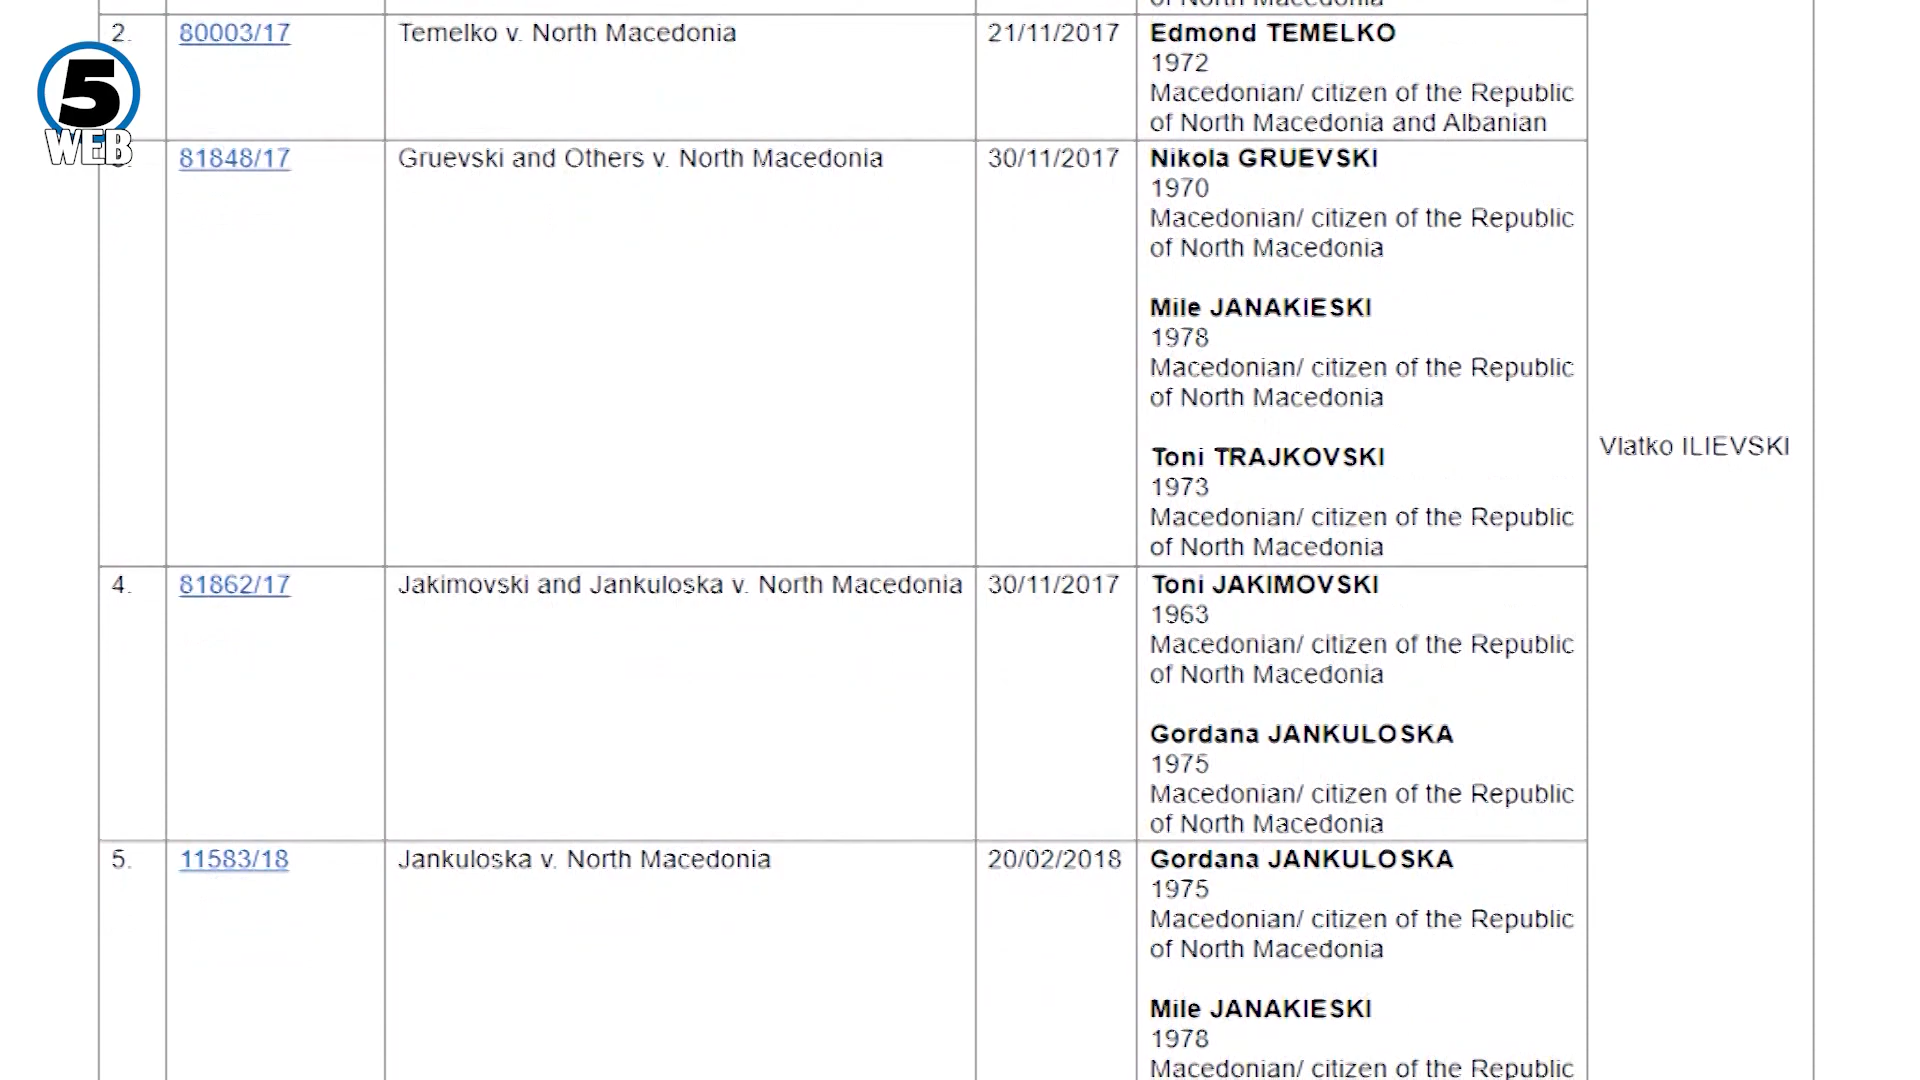 of North Macedonia
2.
80003/17
Temelko v. North Macedonia
21/11/2017
Edmond TEMELKO
1972
Macedonian/ citizen of the Republic
of North Macedonia and Albanian
5
WEB
81848/17
Gruevski and Others v. North Macedonia
30/11/2017
Nikola GRUEVSKI
1970
Macedonian/ citizen of the Republic
of North Macedonia
Mile JANAKIESKI
1978
Macedonian/ citizen of the Republic
of North Macedonia
Toni TRAJKOVSKI
1973
Macedonian/ citizen of the Republic
of North Macedonia
Vlatko ILIEVSKI
4.
81862/17
Jakimovski and Jankuloska v. North Macedonia
30/11/2017
Toni JAKIMOVSKI
1963
Macedonian/ citizen of the Republic
of North Macedonia
Gordana JANKULOSKA
1975
Macedonian/ citizen of the Republic
of North Macedonia
5.
11583/18
Jankuloska v. North Macedonia
20/02/2018
Gordana JANKULOSKA
1975
Macedonian/ citizen of the Republic
of North Macedonia
Mile JANAKIESKI
1978
Macedonian/ citizen of the Republic